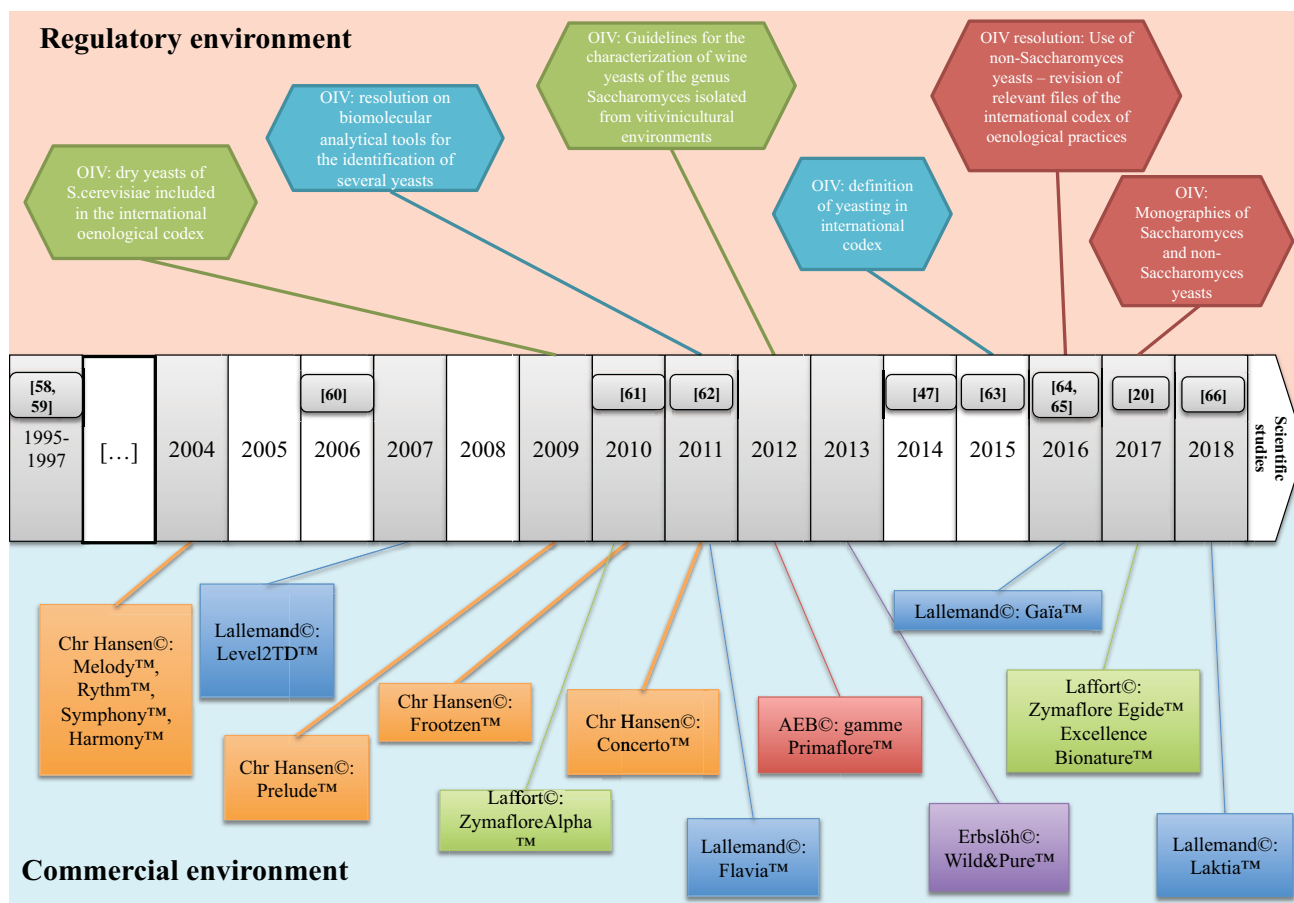 Regulatory environment
OIV: dry yeasts of
S.cerevisiae included
in the international
oenological codex
OIV: resolution on
biomolecular
analytical tools for
the identification of
several yeasts
OIV: Guidelines for the
characterization of wine
yeasts of the genus
Saccharomyces isolated
from vitivinicultural
environments
OIV: definition
of yeasting in
international
codex
OIV resolution: Use of
non-Saccharomyces
yeasts – revision of
relevant files of the
international codex of
oenological practices
OIV:
Monographies of
Saccharomyces
and non-
Saccharomyces
yeasts
[58,
59]
[60]
[61]
[62]
[47]
[63]
[64,
65]
[20]
[66]
1995-
1997
[…]
2004
2005
2006
2007
2008
2009
2010
2011
2012
2013
2014
2015
2016
2017
2018
Scientific
studies
Chr Hansen©:
Melody™,
Rythm™,
Symphony™,
Harmony™
Lallemand©:
Level2TD™
Chr Hansen©:
Prelude™
Chr Hansen©:
Frootzen™
Laffort©:
ZymafloreAlpha
™
Chr Hansen©:
Concerto™
Lallemand©:
Flavia™
AEB©: gamme
Primaflore™
Erbslöh©:
Wild&Pure™
Lallemand©: Gaïa™
Laffort©:
Zymaflore Egide™
Excellence
Bionature™
Lallemand©:
Laktia™
Commercial environment